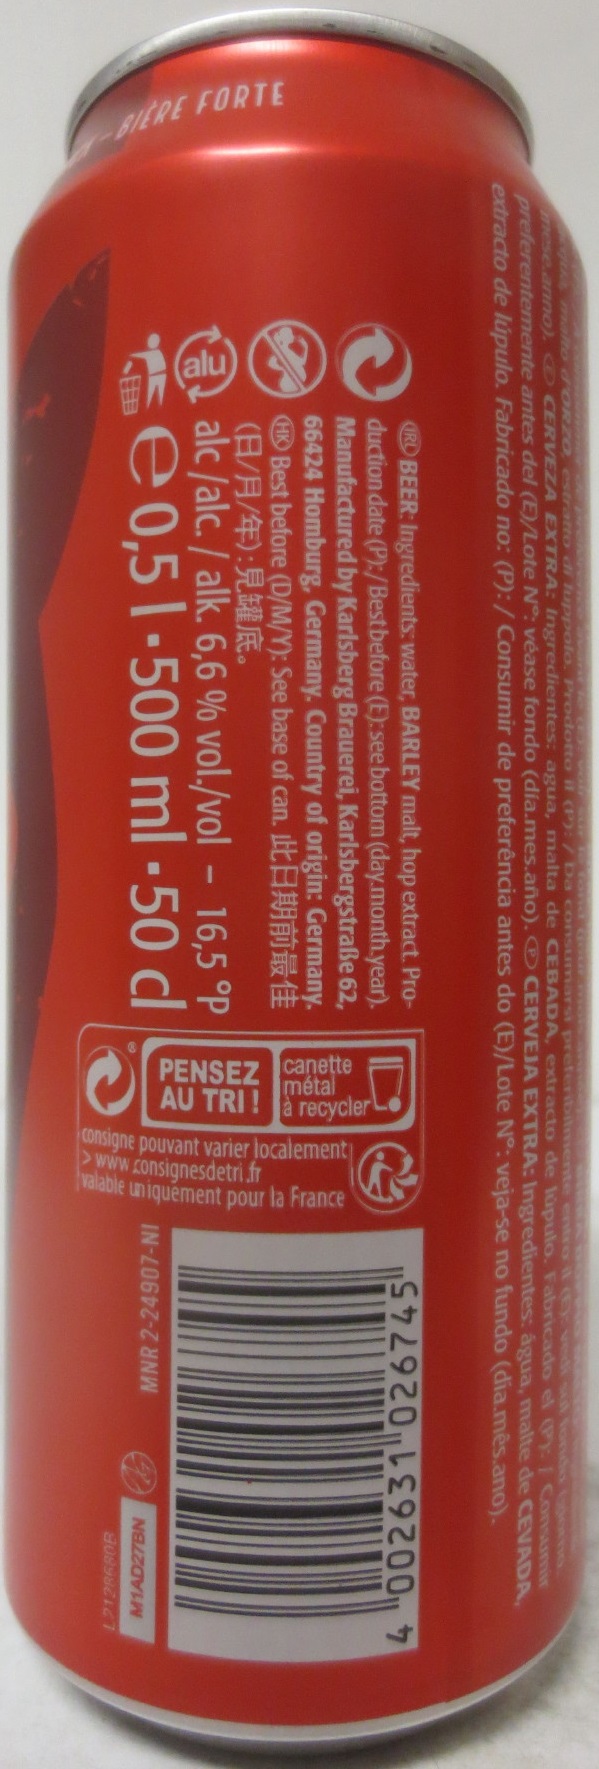 BIÈRE FORTE
extracto de lúpulo. Fabricado no: (P): / Consumir de preferência antes do (E)/Lote N°: veja-se no fundo (dia.mês.ano).
mese.anno). (E) CERVEZA EXTRA: Ingredientes: agua, malta de CEBADA, extracto de lúpulo. Fabricado el (P): / Consumir
preferentemente antes del (E)/Lote N°: véase fondo (día.mes.año). (P) CERVEJA EXTRA: Ingredientes: água, malte de CEVADA,
(IRL) BEER: Ingredients: water, BARLEY malt, hop extract. Pro-
duction date (P): / Best before (E): see bottom (day.month.year).
Manufactured by Karlsberg Brauerei, Karlsbergstraße 62,
66424 Homburg, Germany. Country of origin: Germany.
(HK) Best before (D/M/Y): See base of can. 此日期前最佳
(日/月/年):見罐底。
alu
alc /alc. / alk. 6,6 % vol./vol – 16,5 °P
e 0,5 l · 500 ml · 50 cl
PENSEZ
AU TRI !
canette
métal
à recycler
®
consigne pouvant varier localement
> www.consignesdetri.fr
valable uniquement pour la France
MNR 2-24907-NI
4 002631 026745
M1AD27BN